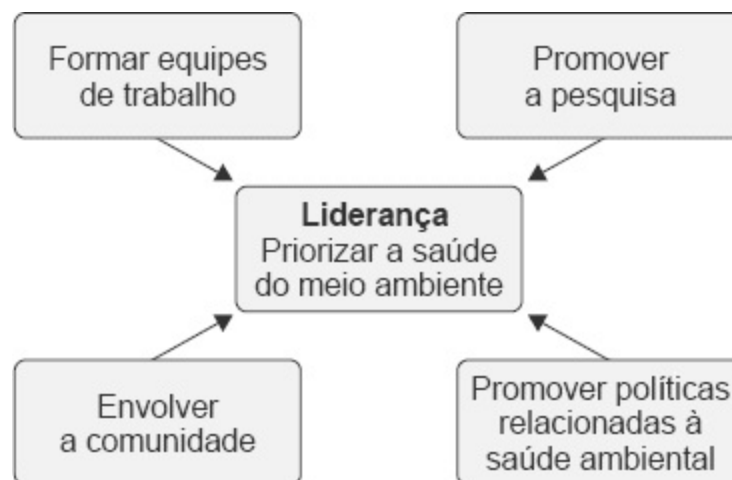 Formar equipes
de trabalho
Promover
a pesquisa
Liderança
Priorizar a saúde
do meio ambiente
Envolver
a comunidade
Promover políticas
relacionadas à
saúde ambiental